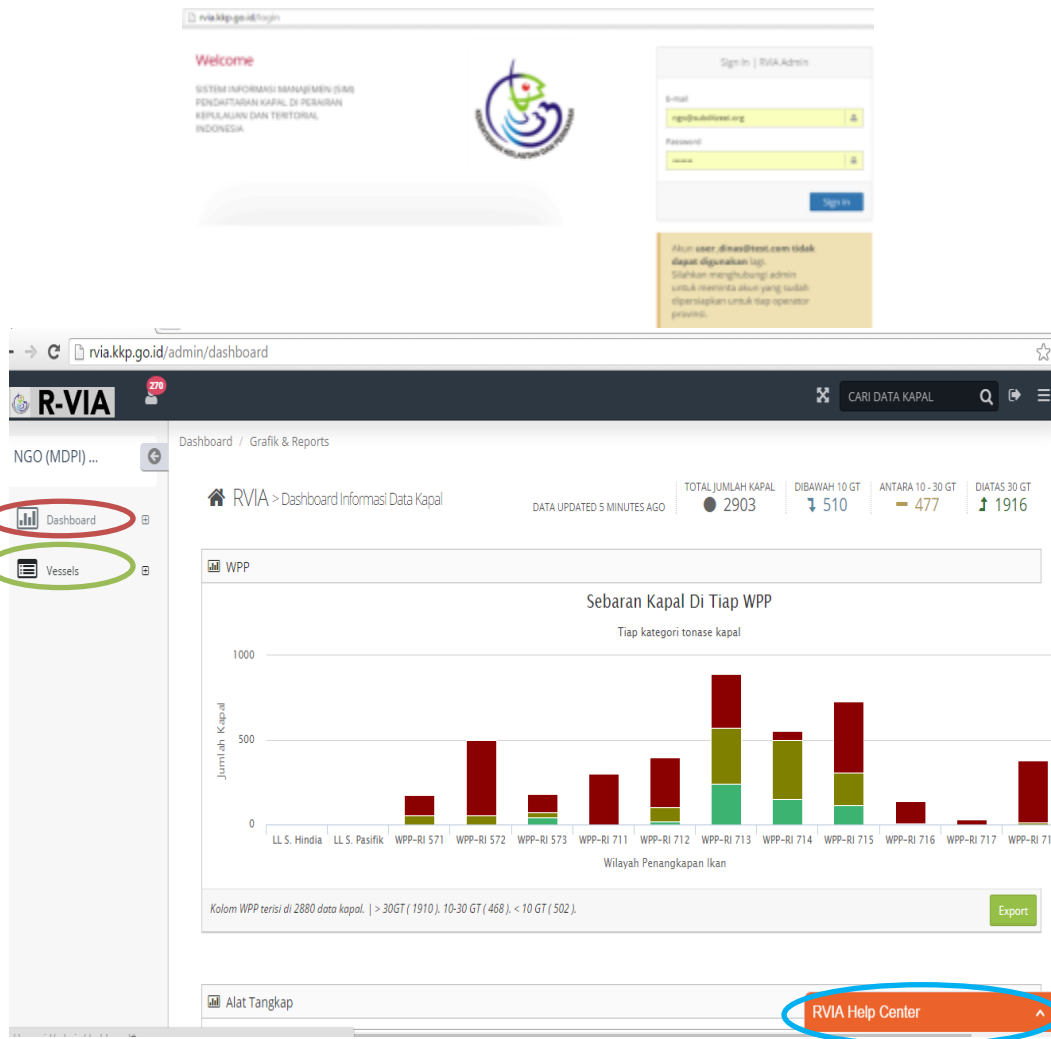 rvia.kkp.go.id/login
Welcome
SISTEM INFORMASI MANAJEMEN (SIM)
PENDAFTARAN KAPAL DI PERAIRAN
KEPULAUAN DAN TERITORIAL
INDONESIA
KEMENTERIAN KELAUTAN DAN PERIKANAN
Sign In | RVIA Admin
E-mail
Password
Sign In
Akun user_dinas@test.com tidak
dapat digunakan lagi.
Silahkan menghubungi admin
untuk meminta akun yang sudah
dipersiapkan untuk tiap operator
provinsi.
rvia.kkp.go.id/admin/dashboard
R-VIA
270
CARI DATA KAPAL
NGO (MDPI) ...
Dashboard / Grafik & Reports
Dashboard
Vessels
RVIA > Dashboard Informasi Data Kapal
DATA UPDATED 5 MINUTES AGO
TOTAL JUMLAH KAPAL
2903
DIBAWAH 10 GT
510
ANTARA 10 - 30 GT
477
DIATAS 30 GT
1916
WPP
Sebaran Kapal Di Tiap WPP
Tiap kategori tonase kapal
Jumlah Kapal
1000
500
0
LL S. Hindia LL S. Pasifik WPP-RI 571 WPP-RI 572 WPP-RI 573 WPP-RI 711 WPP-RI 712 WPP-RI 713 WPP-RI 714 WPP-RI 715 WPP-RI 716 WPP-RI 717 WPP-RI 71
Wilayah Penangkapan Ikan
Kolom WPP terisi di 2880 data kapal. | > 30GT ( 1910 ). 10-30 GT ( 468 ). < 10 GT ( 502 ).
Export
Alat Tangkap
RVIA Help Center